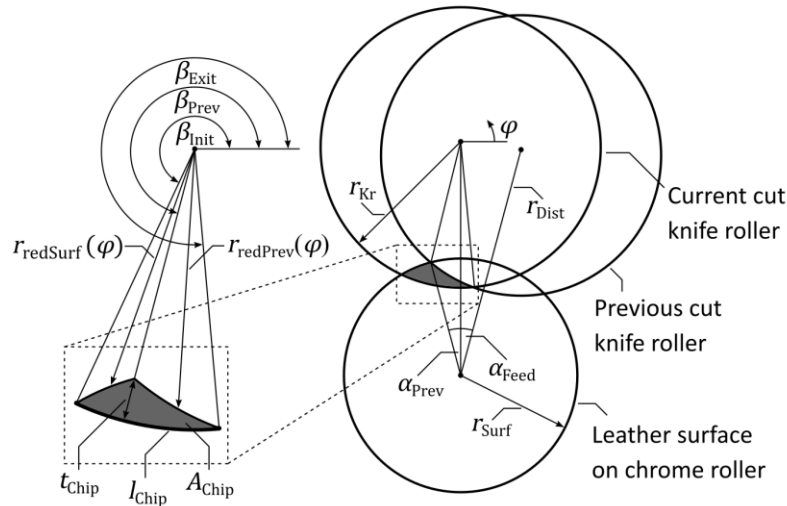 β_Exit
β_Prev
β_Init
φ
r_Kr
r_Dist
Current cut
knife roller
r_redSurf(φ)
r_redPrev(φ)
Previous cut
knife roller
α_Prev
α_Feed
r_Surf
Leather surface
on chrome roller
t_Chip
l_Chip
A_Chip